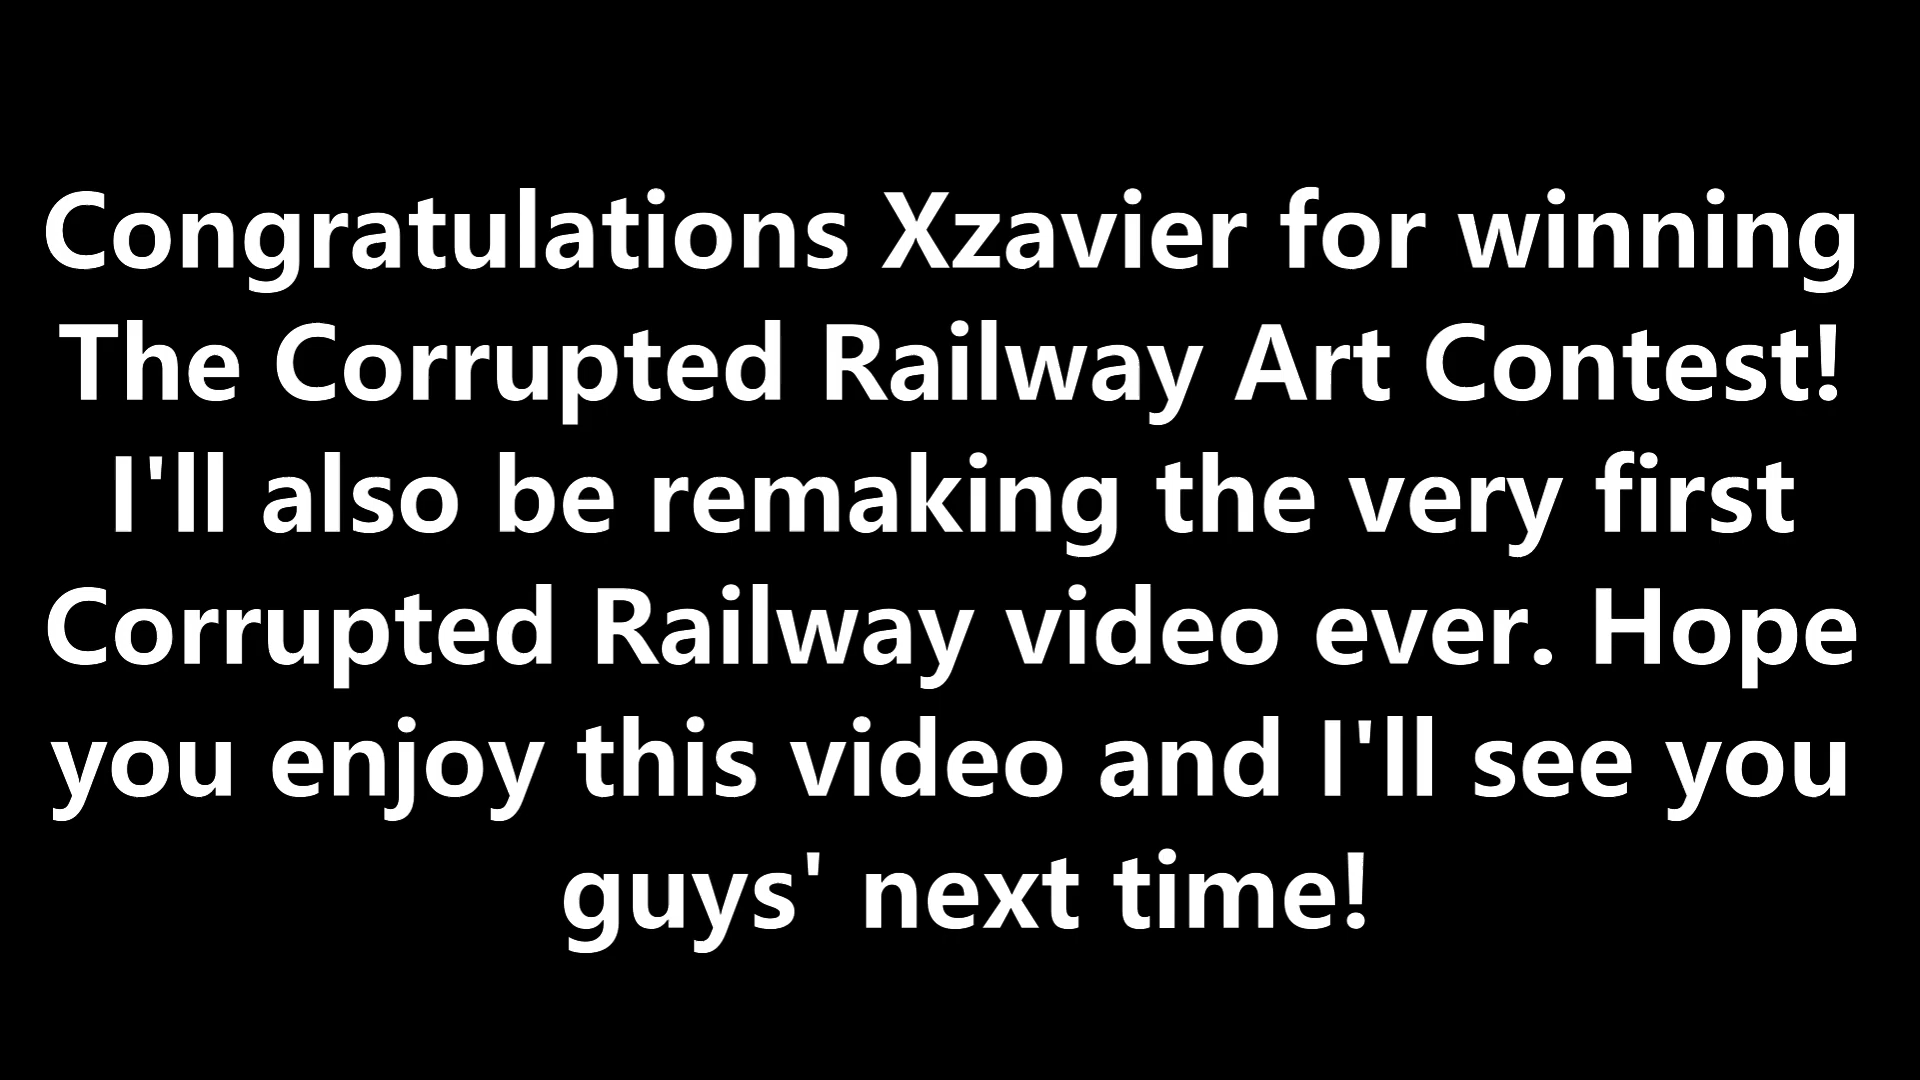 Congratulations Xzavier for winning
The Corrupted Railway Art Contest!
I'll also be remaking the very first
Corrupted Railway video ever. Hope
you enjoy this video and I'll see you
guys' next time!